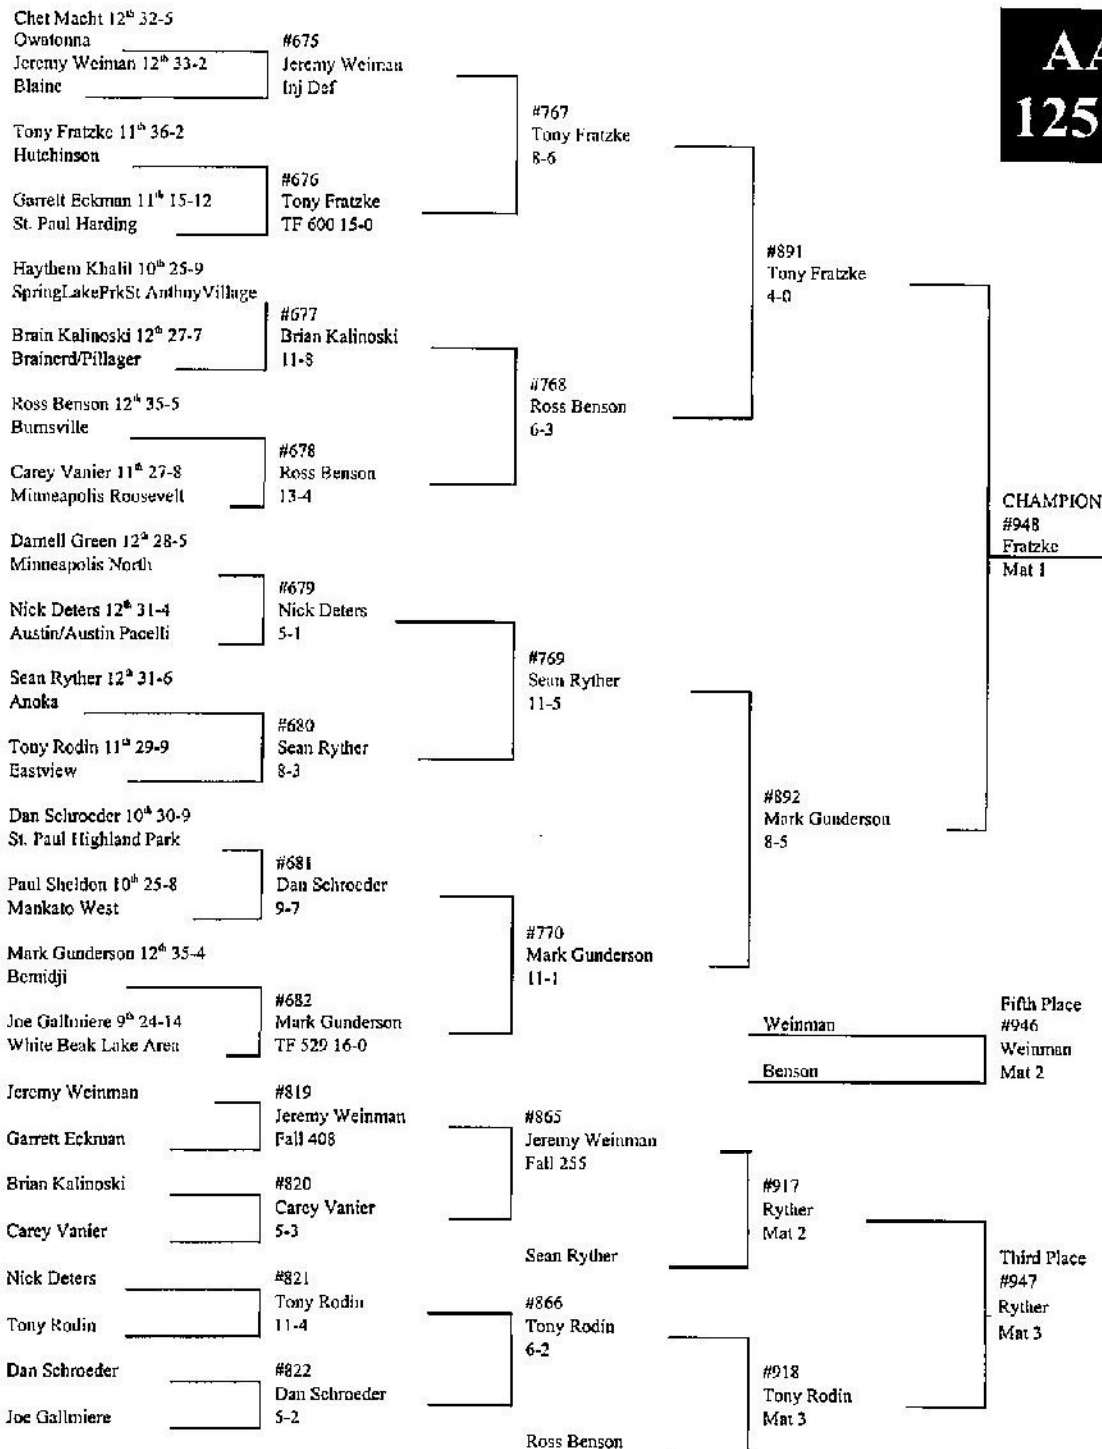 Chet Macht 12th 32-5
Owatonna
Jeremy Weiman 12th 33-2
Blaine
Tony Fratzke 11th 36-2
Hutchinson
Garrett Eckman 11th 15-12
St. Paul Harding
Haythem Khalil 10th 25-9
SpringLakePrkSt AnthnyVillage
Brain Kalinoski 12th 27-7
Brainerd/Pillager
Ross Benson 12th 35-5
Burnsville
Carey Vanier 11th 27-8
Minneapolis Roosevelt
Darnell Green 12th 28-5
Minneapolis North
Nick Deters 12th 31-4
Austin/Austin Pacelli
Sean Ryther 12th 31-6
Anoka
Tony Rodin 11th 29-9
Eastview
Dan Schroeder 10th 30-9
St. Paul Highland Park
Paul Sheldon 10th 25-8
Mankato West
Mark Gunderson 12th 35-4
Bemidji
Joe Gallmiere 9th 24-14
White Beak Lake Area
Jeremy Weinman
Garrett Eckman
Brian Kalinoski
Carey Vanier
Nick Deters
Tony Rodin
Dan Schroeder
Joe Gallmiere
#675
Jeremy Weiman
Inj Def
#676
Tony Fratzke
TF 600 15-0
#677
Brian Kalinoski
11-8
#678
Ross Benson
13-4
#679
Nick Deters
5-1
#680
Sean Ryther
8-3
#681
Dan Schroeder
9-7
#682
Mark Gunderson
TF 529 16-0
#819
Jeremy Weinman
Fall 408
#820
Carey Vanier
5-3
#821
Tony Rodin
11-4
#822
Dan Schroeder
5-2
#767
Tony Fratzke
8-6
#768
Ross Benson
6-3
#769
Sean Ryther
11-5
#770
Mark Gunderson
11-1
#865
Jeremy Weinman
Fall 255
Sean Ryther
#866
Tony Rodin
6-2
Ross Benson
#891
Tony Fratzke
4-0
#892
Mark Gunderson
8-5
Weinman
Benson
#917
Ryther
Mat 2
#918
Tony Rodin
Mat 3
AA
125
CHAMPION
#948
Fratzke
Mat 1
Fifth Place
#946
Weinman
Mat 2
Third Place
#947
Ryther
Mat 3